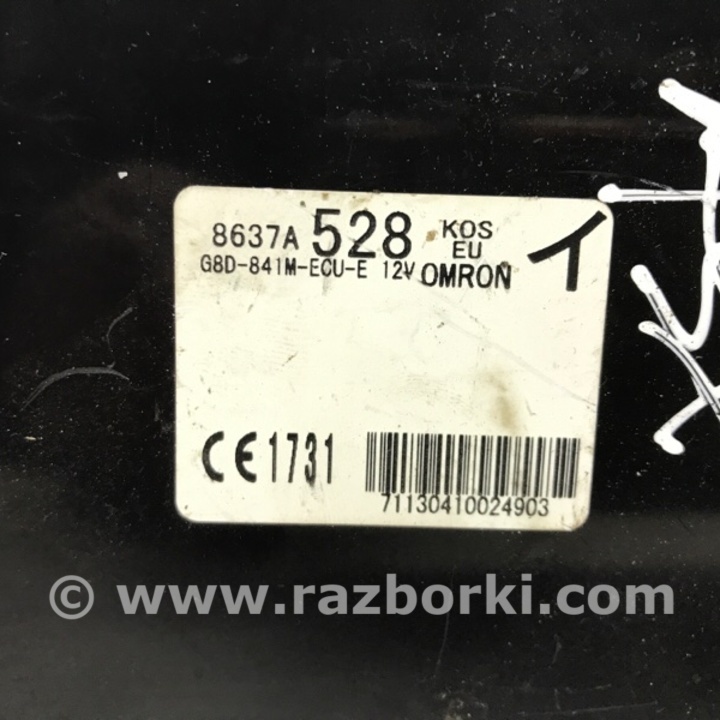 8637A 528 KOS EU イ
G8D-841M-ECU-E 12V OMRON
CE1731
71130410024903
© www.razborki.com